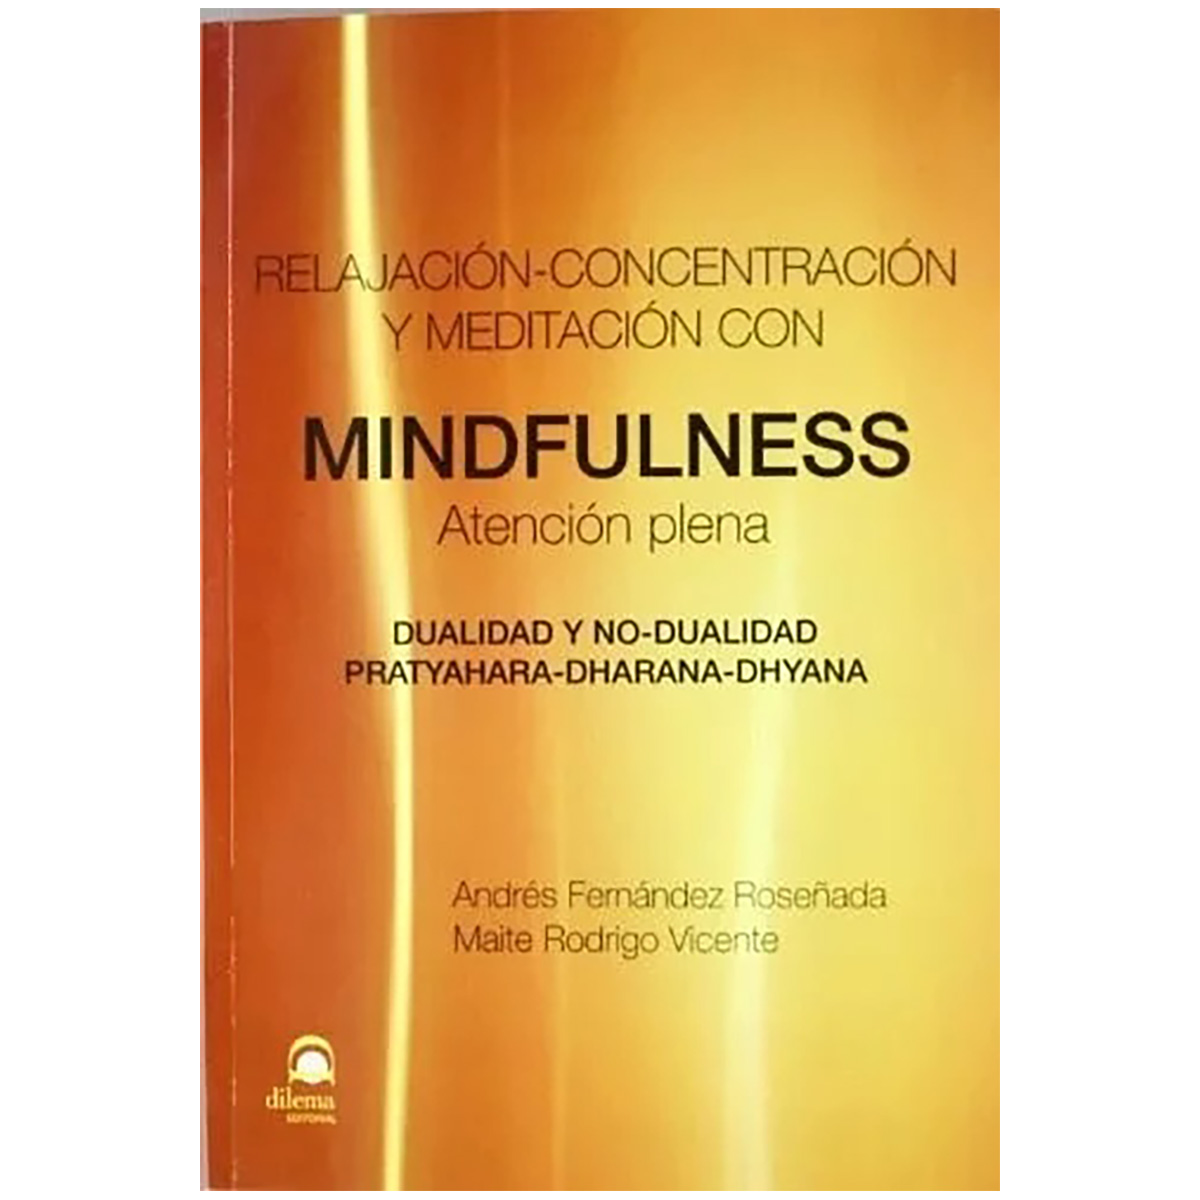 RELAJACIÓN-CONCENTRACIÓN
Y MEDITACIÓN CON
MINDFULNESS
Atención plena
DUALIDAD Y NO-DUALIDAD
PRATYAHARA-DHARANA-DHYANA
Andrés Fernández Roseñada
Maite Rodrigo Vicente
dilema
EDITORIAL